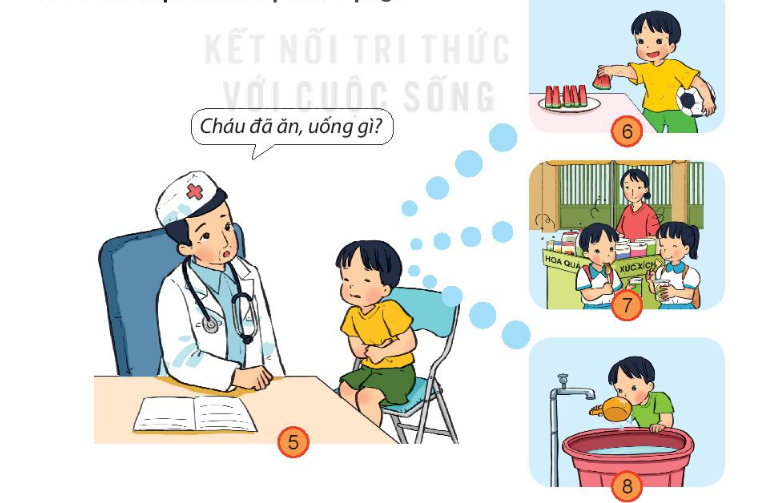 KẾT NỐI TRI THỨC
VỚI CUỘC SỐNG
Cháu đã ăn, uống gì?
6
HOA QUẢ
XÚC XÍCH
7
5
8